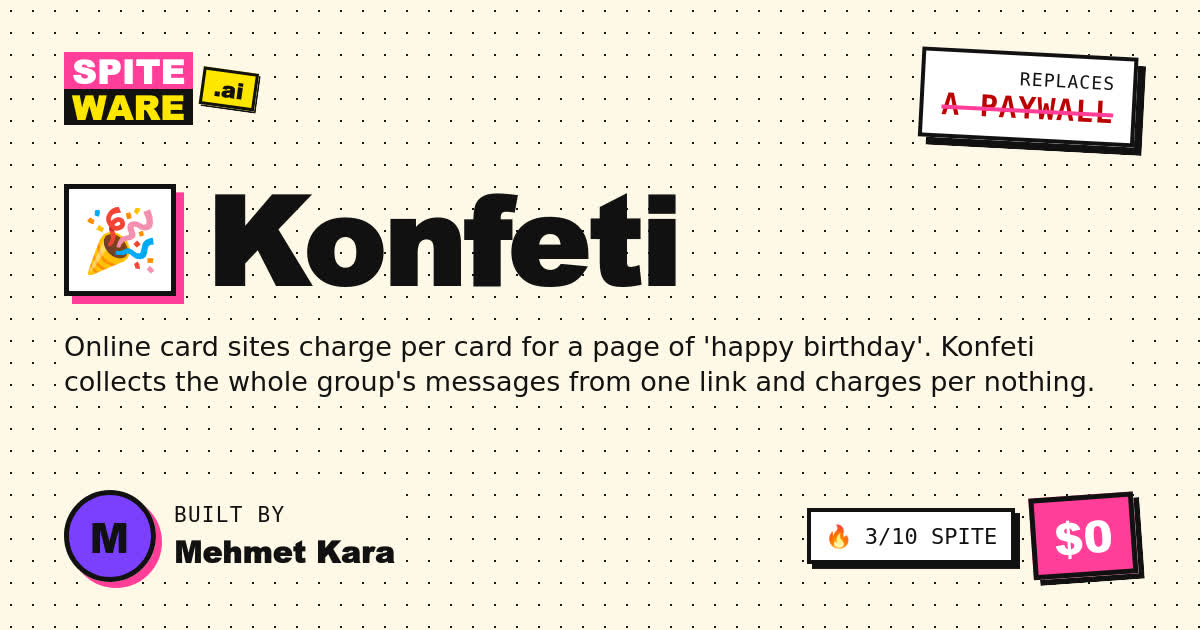 SPITE
WARE
.ai
REPLACES
A PAYWALL
Konfeti
Online card sites charge per card for a page of 'happy birthday'. Konfeti
collects the whole group's messages from one link and charges per nothing.
M
BUILT BY
Mehmet Kara
🔥 3/10 SPITE
$0